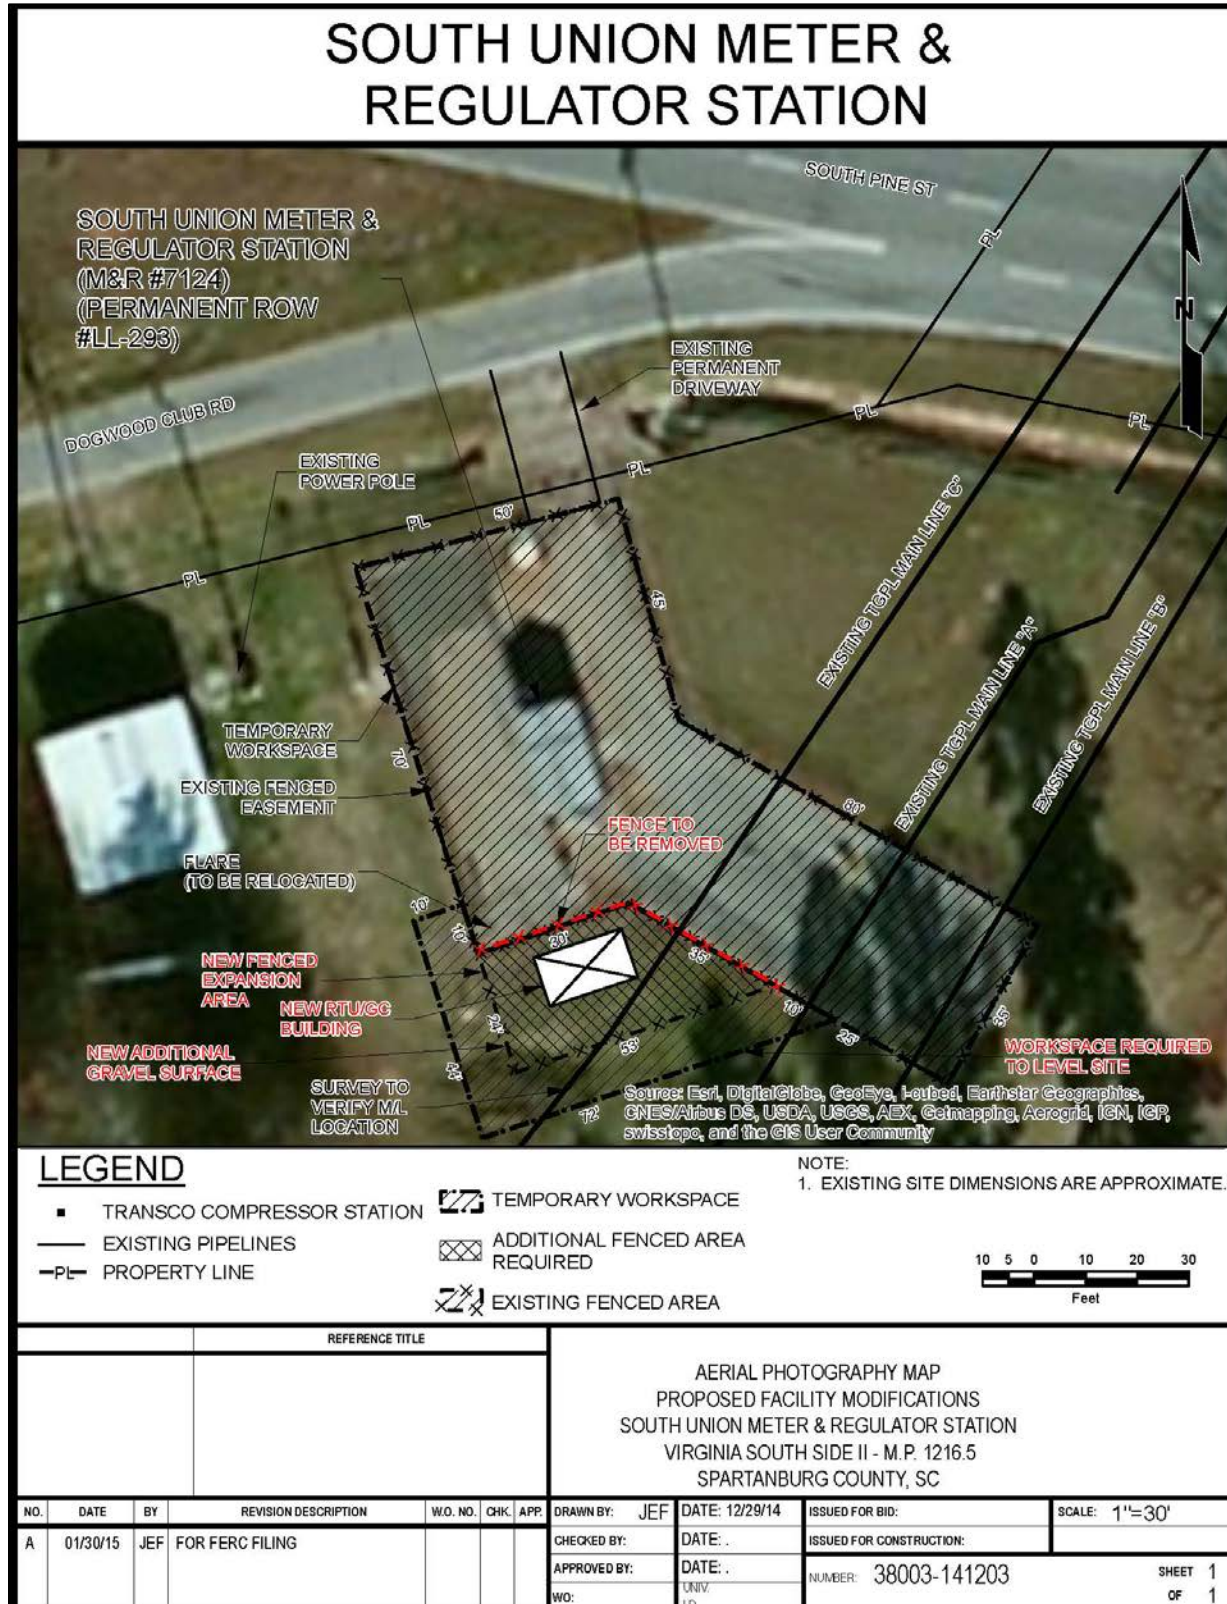 SOUTH UNION METER &
REGULATOR STATION
SOUTH PINE ST
SOUTH UNION METER &
REGULATOR STATION
(M&R #7124)
(PERMANENT ROW
#LL-293)
PL
N
EXISTING
PERMANENT
DRIVEWAY
DOGWOOD CLUB RD
PL
PL
EXISTING
POWER POLE
PL
50'
PL
PL
45'
EXISTING TGPL MAIN LINE "C"
EXISTING TGPL MAIN LINE "A"
EXISTING TGPL MAIN LINE "B"
TEMPORARY
WORKSPACE
70'
EXISTING FENCED
EASEMENT
80'
FENCE TO
BE REMOVED
FLARE
(TO BE RELOCATED)
10'
10'
30'
35'
NEW FENCED
EXPANSION
AREA
NEW RTU/GC
BUILDING
10'
35'
24'
53'
25'
NEW ADDITIONAL
GRAVEL SURFACE
44'
WORKSPACE REQUIRED
TO LEVEL SITE
SURVEY TO
VERIFY M/L
LOCATION
72'
Source: Esri, DigitalGlobe, GeoEye, i-cubed, Earthstar Geographics,
CNES/Airbus DS, USDA, USGS, AEX, Getmapping, Aerogrid, IGN, IGP,
swisstopo, and the GIS User Community
LEGEND
TRANSCO COMPRESSOR STATION
EXISTING PIPELINES
PL PROPERTY LINE
TEMPORARY WORKSPACE
ADDITIONAL FENCED AREA
REQUIRED
EXISTING FENCED AREA
NOTE:
1. EXISTING SITE DIMENSIONS ARE APPROXIMATE.
10 5 0 10 20 30
Feet
REFERENCE TITLE
AERIAL PHOTOGRAPHY MAP
PROPOSED FACILITY MODIFICATIONS
SOUTH UNION METER & REGULATOR STATION
VIRGINIA SOUTH SIDE II - M.P. 1216.5
SPARTANBURG COUNTY, SC
NO. DATE BY REVISION DESCRIPTION W.O. NO. CHK. APP.
A 01/30/15 JEF FOR FERC FILING
DRAWN BY: JEF DATE: 12/29/14 ISSUED FOR BID: SCALE: 1"=30'
CHECKED BY: DATE: . ISSUED FOR CONSTRUCTION:
APPROVED BY: DATE: . NUMBER: 38003-141203 SHEET 1
WO: UNIV. OF 1